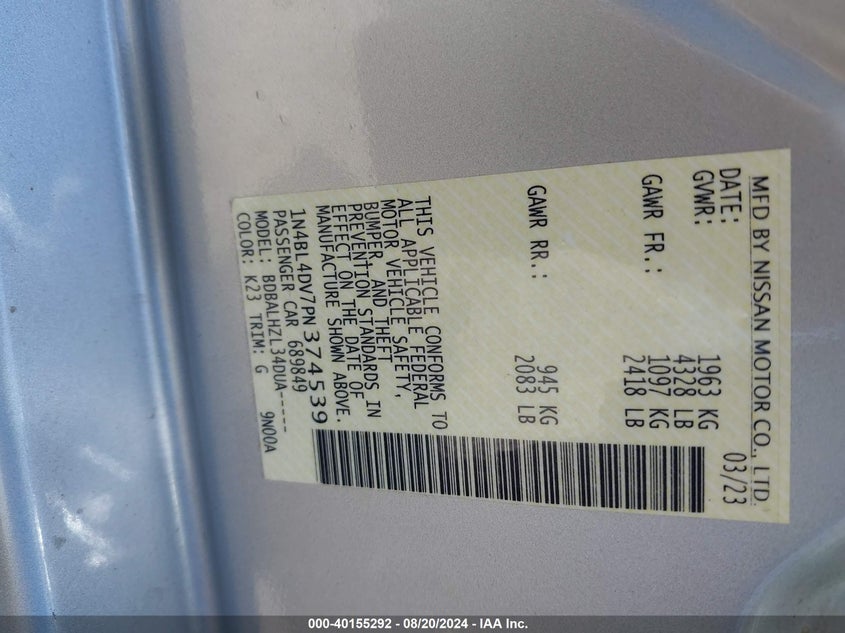 MFD BY NISSAN MOTOR CO., LTD.
DATE: 03/23
GVWR: 1963 KG
4328 LB
GAWR FR.: 1097 KG
2418 LB
GAWR RR.: 945 KG
2083 LB
THIS VEHICLE CONFORMS TO
ALL APPLICABLE FEDERAL
MOTOR VEHICLE SAFETY,
BUMPER, AND THEFT
PREVENTION STANDARDS IN
EFFECT ON THE DATE OF
MANUFACTURE SHOWN ABOVE.
1N4BL4DV7PN374539
PASSENGER CAR 689849
MODEL: BDBALHZL34DUA-----
COLOR: K23 TRIM: G 9N00A
000-40155292 - 08/20/2024 - IAA Inc.